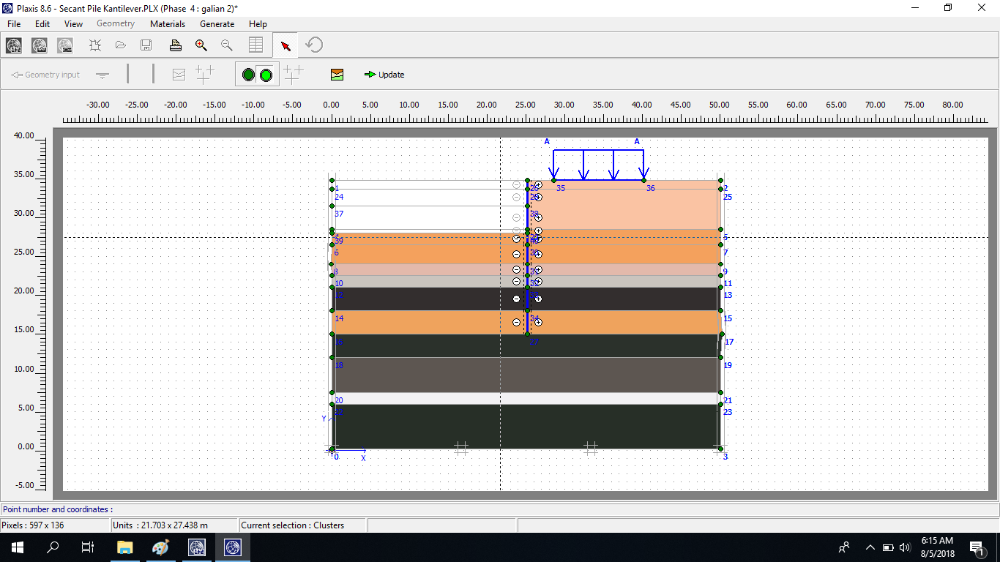 Plaxis 8.6 - Secant Pile Kantilever.PLX (Phase 4 : galian 2)*
File Edit View Geometry Materials Generate Help
Geometry input Update
-30.00 -25.00 -20.00 -15.00 -10.00 -5.00 0.00 5.00 10.00 15.00 20.00 25.00 30.00 35.00 40.00 45.00 50.00 55.00 60.00 65.00 70.00 75.00 80.00
40.00
A A
35.00
1 35 36 2
24 25
37 38
30.00
5
39
6 7
25.00
8 31 9
10 11
20.00
12 13
14 34 15
15.00
16 27 17
18 19
10.00
20 21
5.00
22 23
Y
0.00
0 X 3
-5.00
Point number and coordinates :
Pixels : 597 x 136 Units : 21.703 x 27.438 m Current selection : Clusters
6:15 AM
8/5/2018
1